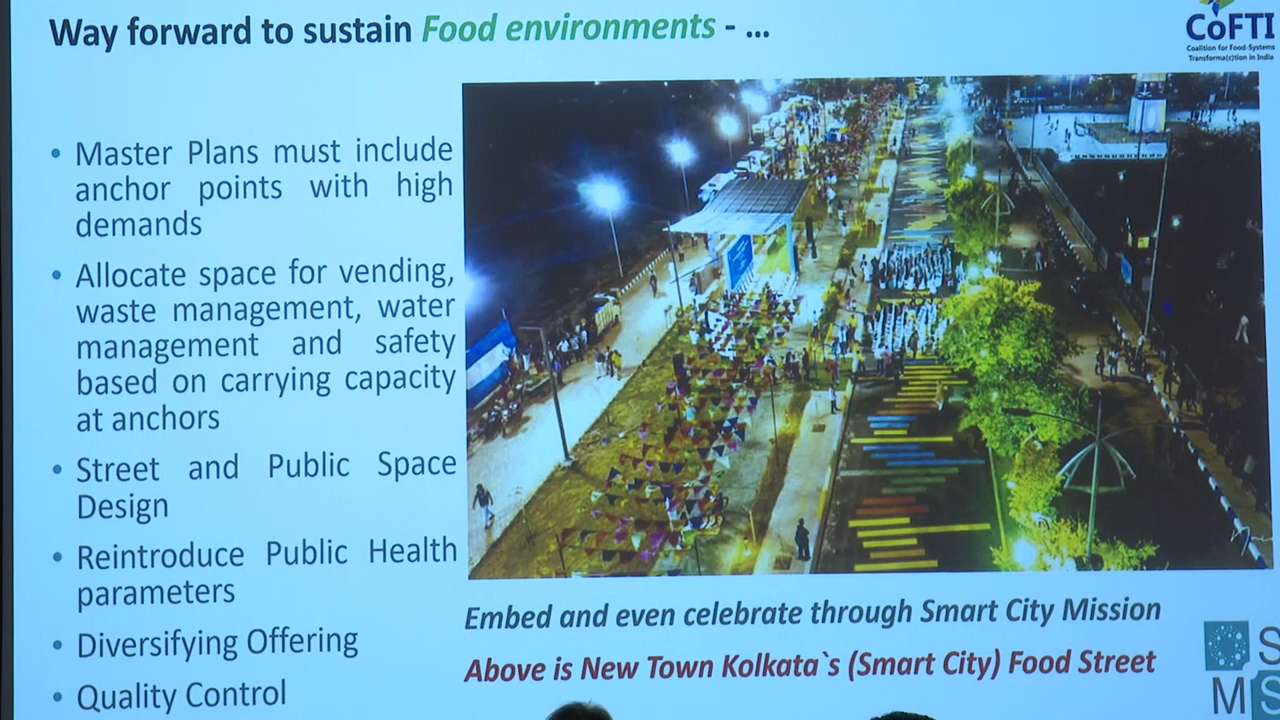 Way forward to sustain Food environments - ...
CoFTI
Coalition for Food-Systems
Transforma(c)tion in India
• Master Plans must include
anchor points with high
demands
• Allocate space for vending,
waste management, water
management and safety
based on carrying capacity
at anchors
• Street and Public Space
Design
• Reintroduce Public Health
parameters
• Diversifying Offering
• Quality Control
Embed and even celebrate through Smart City Mission
Above is New Town Kolkata`s (Smart City) Food Street
S
M S